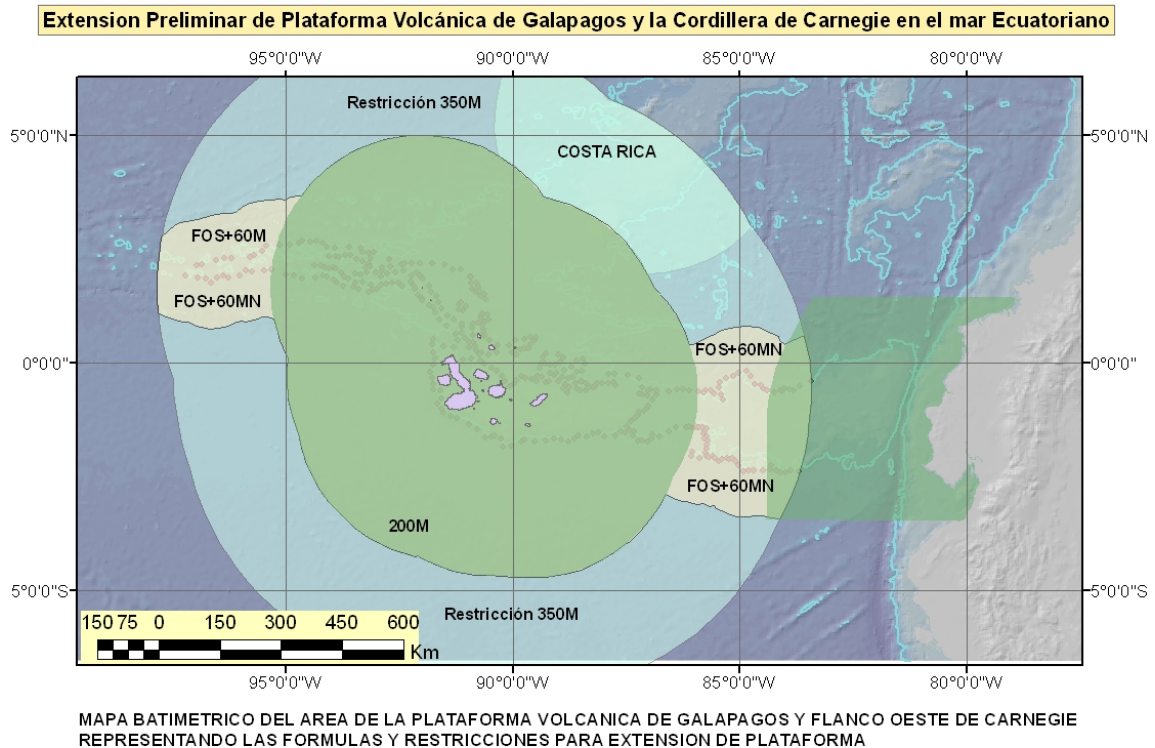 Extension Preliminar de Plataforma Volcánica de Galapagos y la Cordillera de Carnegie en el mar Ecuatoriano
95°0'0"W 90°0'0"W 85°0'0"W 80°0'0"W
Restricción 350M
5°0'0"N 5°0'0"N
COSTA RICA
FOS+60M
FOS+60MN
FOS+60MN
0°0'0" 0°0'0"
FOS+60MN
200M
5°0'0"S 5°0'0"S
Restricción 350M
150 75 0 150 300 450 600
Km
95°0'0"W 90°0'0"W 85°0'0"W 80°0'0"W
MAPA BATIMETRICO DEL AREA DE LA PLATAFORMA VOLCANICA DE GALAPAGOS Y FLANCO OESTE DE CARNEGIE
REPRESENTANDO LAS FORMULAS Y RESTRICCIONES PARA EXTENSION DE PLATAFORMA